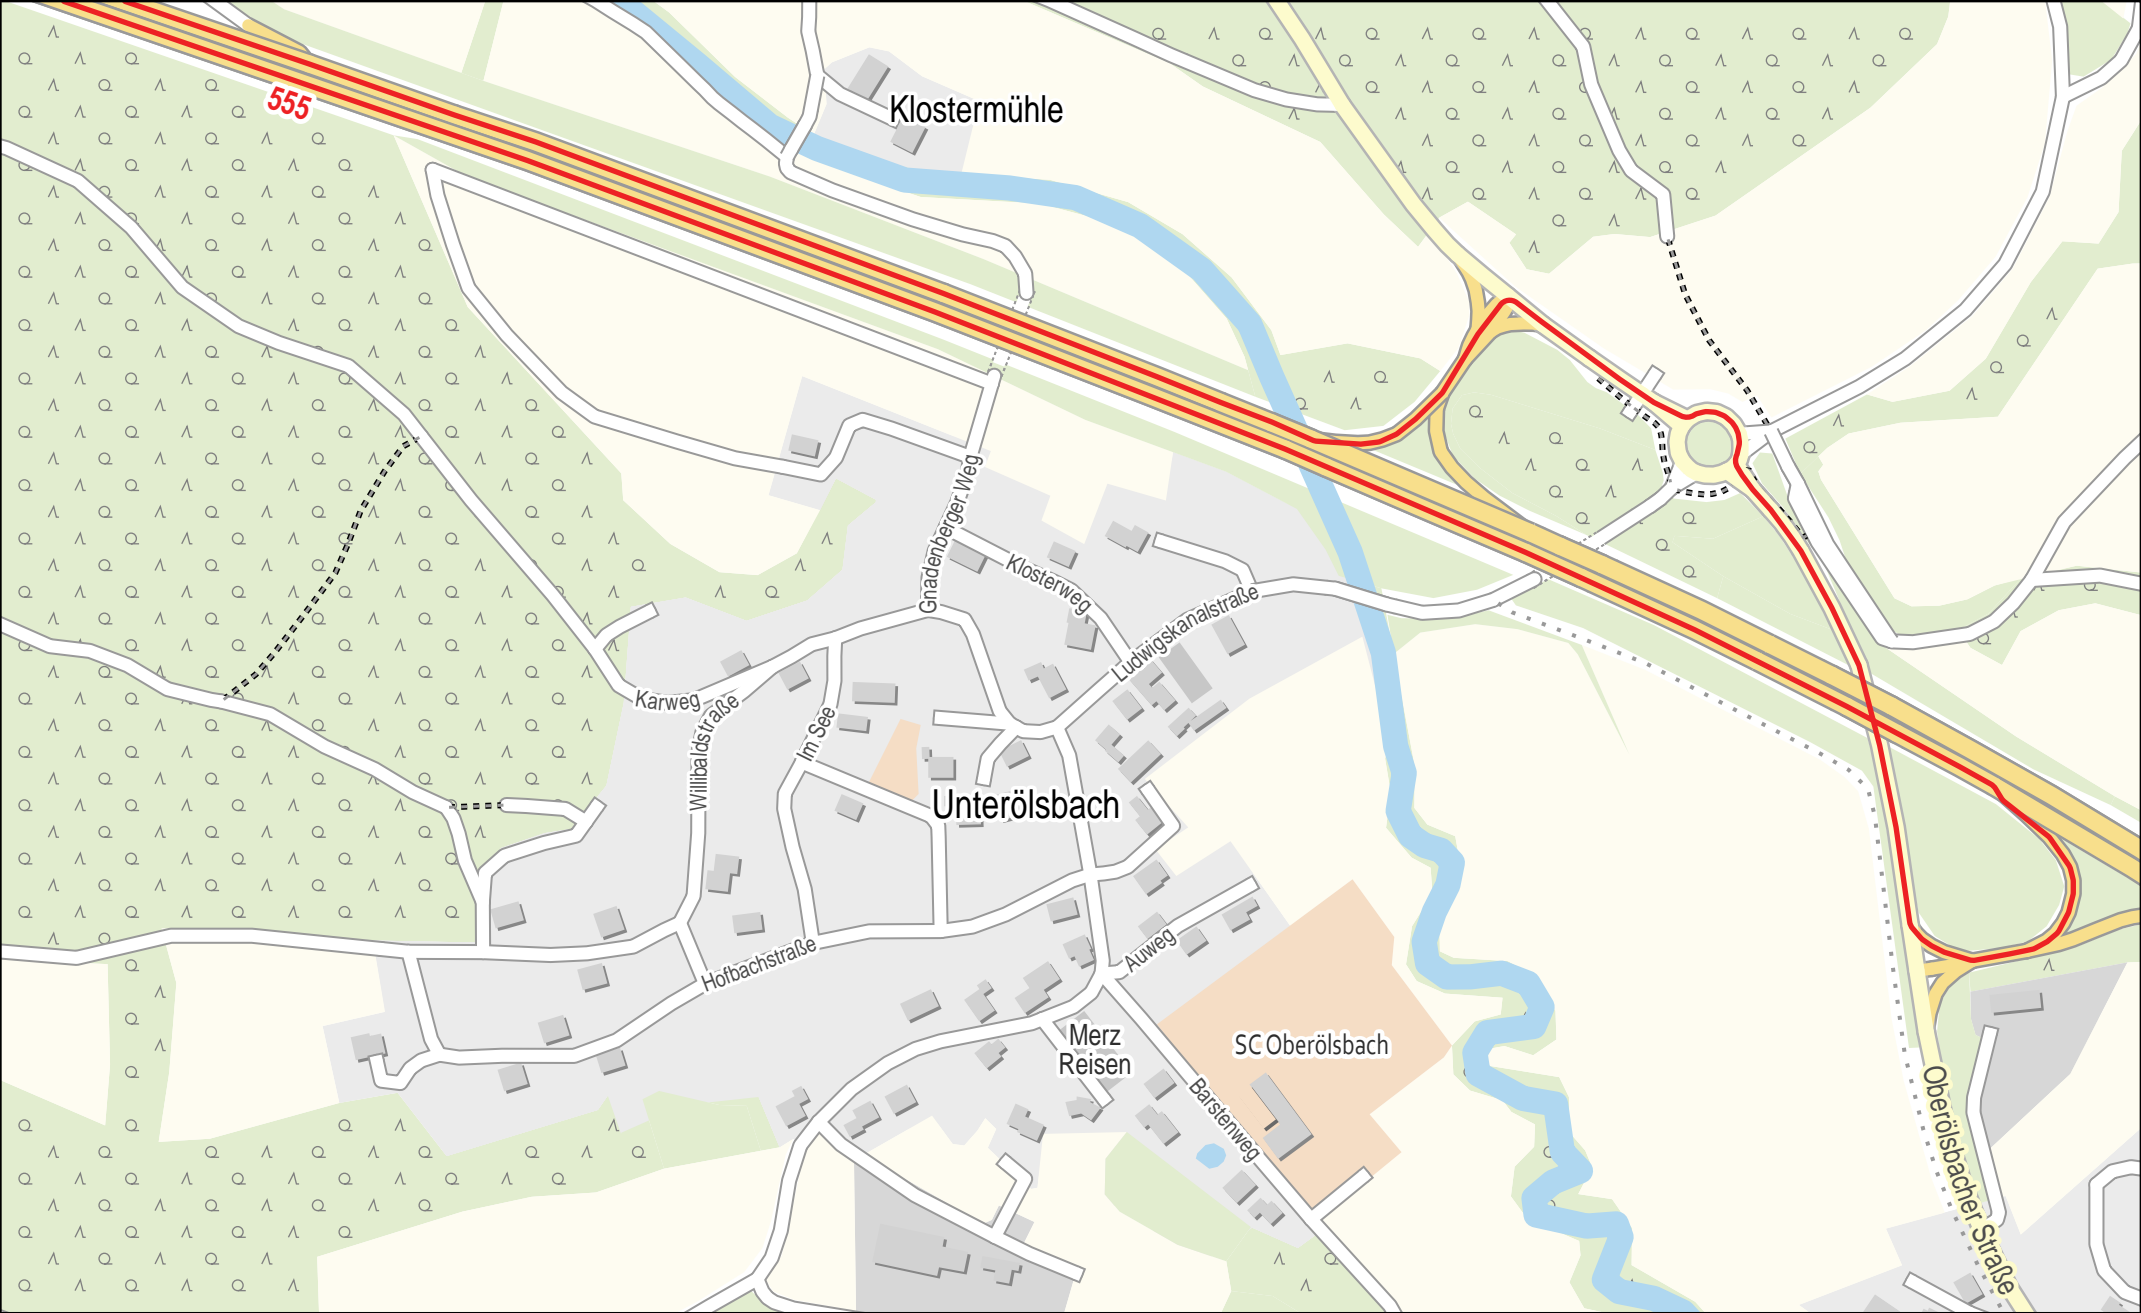 555
Klostermühle
Gnadenberger Weg
Klosterweg
Ludwigskanalstraße
Karweg
Willibaldstraße
Im See
Unterölsbach
Hofbachstraße
Auweg
Merz
Reisen
SC Oberölsbach
Barstenweg
Oberölsbacher Straße